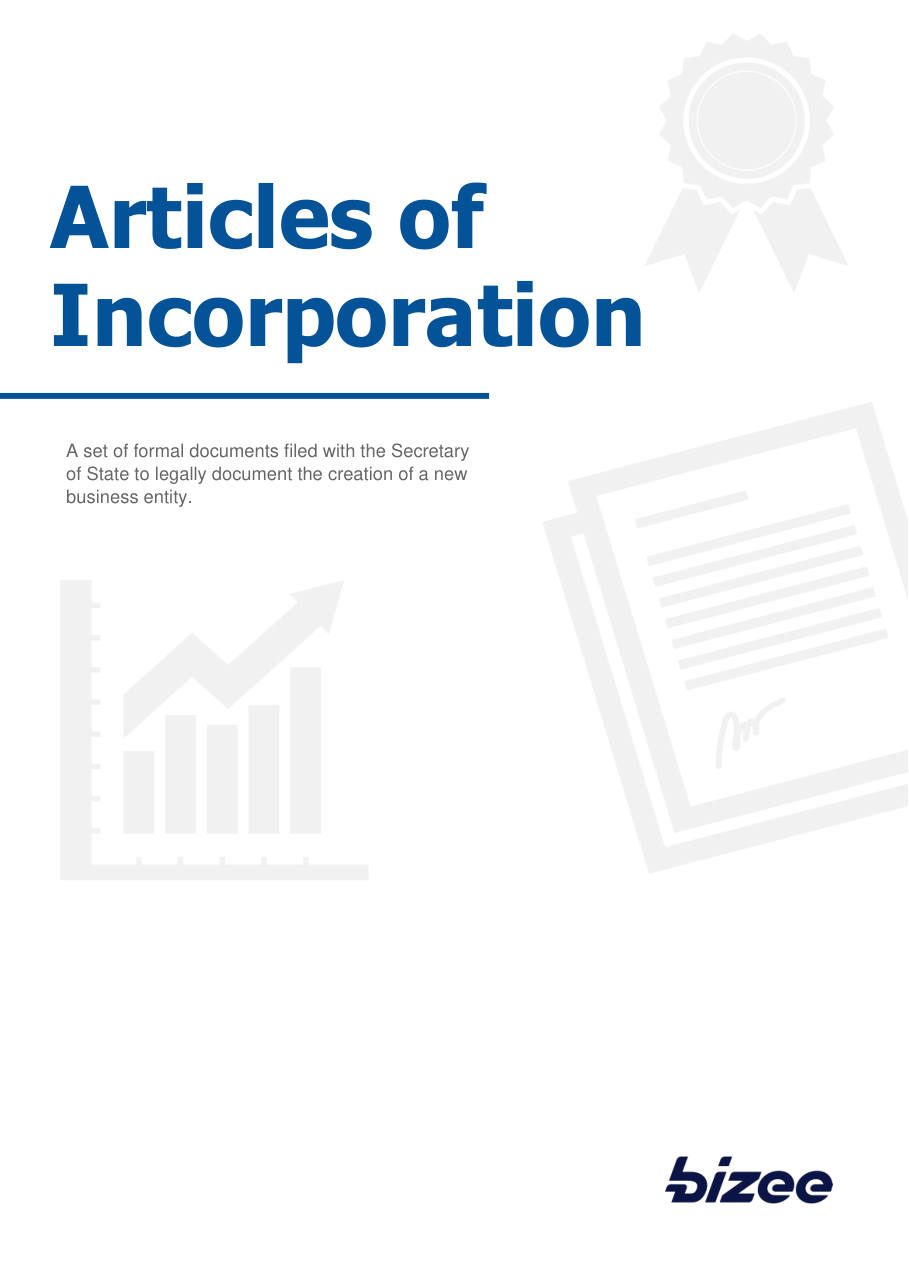 Articles of
Incorporation
A set of formal documents filed with the Secretary
of State to legally document the creation of a new
business entity.
bizee